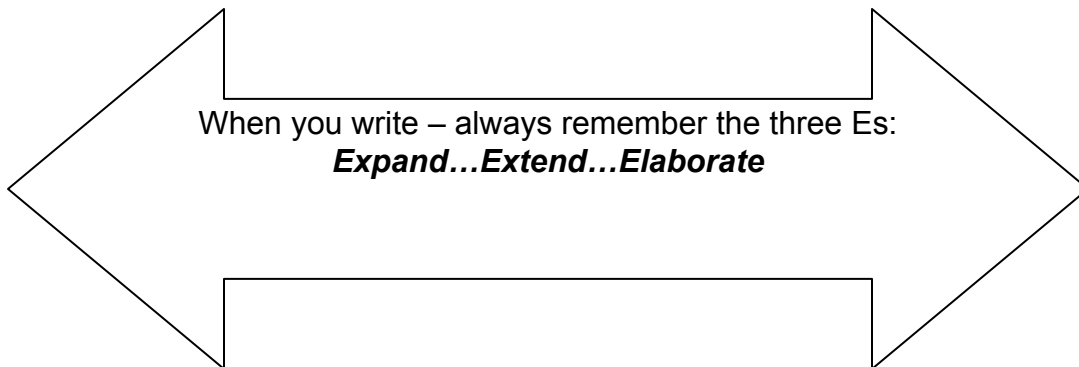 When you write – always remember the three Es:
Expand…Extend…Elaborate